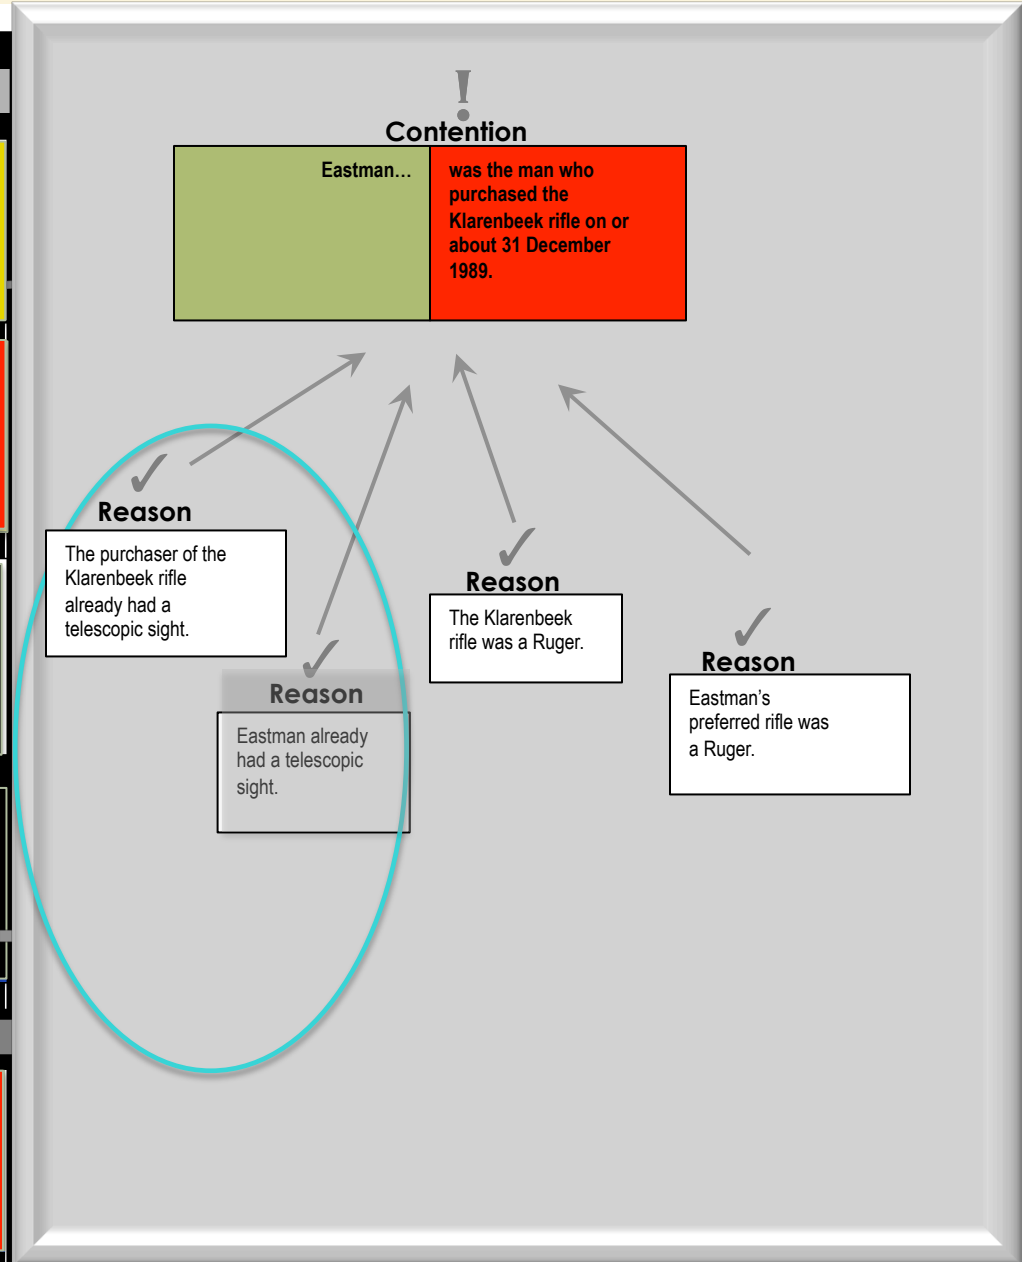 !
Contention
Eastman…
was the man who
purchased the
Klarenbeek rifle on or
about 31 December
1989.
Reason
The purchaser of the
Klarenbeek rifle
already had a
telescopic sight.
Reason
Eastman already
had a telescopic
sight.
Reason
The Klarenbeek
rifle was a Ruger.
Reason
Eastman’s
preferred rifle was
a Ruger.